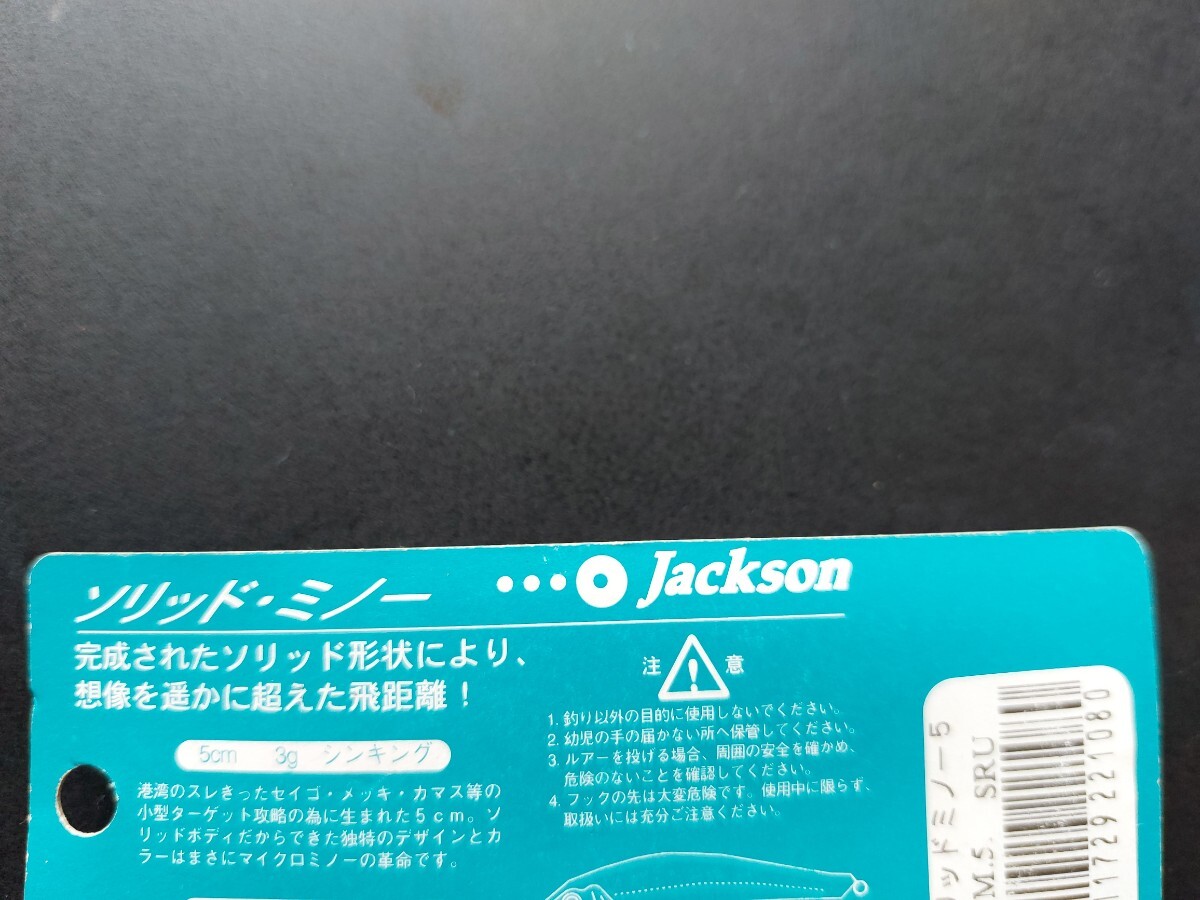 ソリッド・ミノー
Jackson
完成されたソリッド形状により、
想像を遥かに超えた飛距離！
5cm 3g シンキング
港湾のスレきったセイゴ・メッキ・カマス等の
小型ターゲット攻略の為に生まれた5cm。ソ
リッドボディだからできた独特のデザインとカ
ラーはまさにマイクロミノーの革命です。
注 意
1. 釣り以外の目的に使用しないでください。
2. 幼児の手の届かない所へ保管してください。
3. ルアーを投げる場合、周囲の安全を確かめ、
危険のないことを確認してください。
4. フックの先は大変危険です。使用中に限らず、
取扱いには充分ご注意ください。
リッドミノー5
M.5. SRU
11729221080